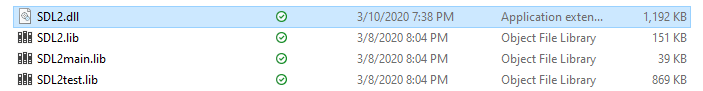 SDL2.dll 3/10/2020 7:38 PM Application exten... 1,192 KB
SDL2.lib 3/8/2020 8:04 PM Object File Library 151 KB
SDL2main.lib 3/8/2020 8:04 PM Object File Library 39 KB
SDL2test.lib 3/8/2020 8:04 PM Object File Library 869 KB